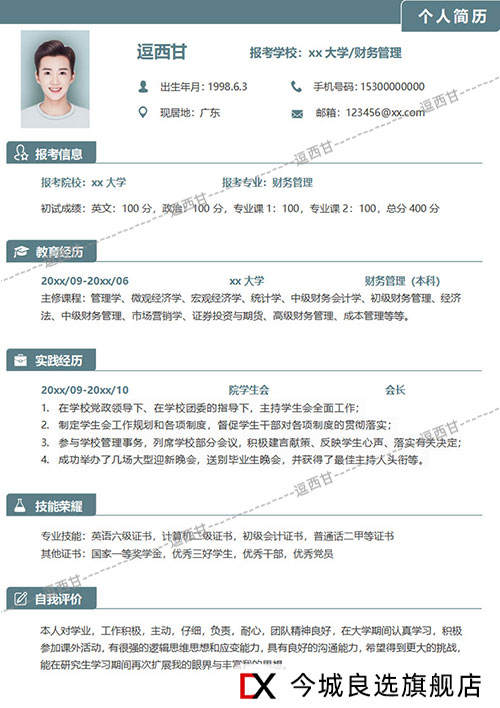 个人简历
逗西甘
报考学校：xx 大学/财务管理
出生年月：1998.6.3
手机号码：15300000000
现居地：广东
邮箱：123456@xx.com
报考信息
报考院校：xx 大学 报考专业：财务管理
初试成绩：英文：100 分，政治：100 分，专业课 1：100，专业课 2：100，总分 400 分
教育经历
20xx/09-20xx/06 xx 大学 财务管理（本科）
主修课程：管理学、微观经济学、宏观经济学、统计学、中级财务会计学、初级财务管理、经济
法、中级财务管理、市场营销学、证券投资与期货、高级财务管理、成本管理等等。
实践经历
20xx/09-20xx/10 院学生会 会长
1. 在学校党政领导下、在学校团委的指导下，主持学生会全面工作；
2. 制定学生会工作规划和各项制度，督促学生干部对各项制度的贯彻落实；
3. 参与学校管理事务，列席学校部分会议，积极建言献策、反映学生心声、落实有关决定；
4. 成功举办了几场大型迎新晚会，送别毕业生晚会，并获得了最佳主持人头衔等。
技能荣耀
专业技能：英语六级证书，计算机二级证书，初级会计证书，普通话二甲等证书
其他证书：国家一等奖学金，优秀三好学生，优秀干部，优秀党员
自我评价
本人对学业，工作积极，主动，仔细，负责，耐心，团队精神良好，在大学期间认真学习，积极
参加课外活动，有很强的逻辑思维思想和应变能力，具有良好的沟通能力，希望得到更大的挑战，
能在研究生学习期间再次扩展我的眼界与丰富我的思想
逗西甘
逗西甘
逗西甘
逗西甘
逗西甘
逗西甘
逗西甘
CX 今城良选旗舰店